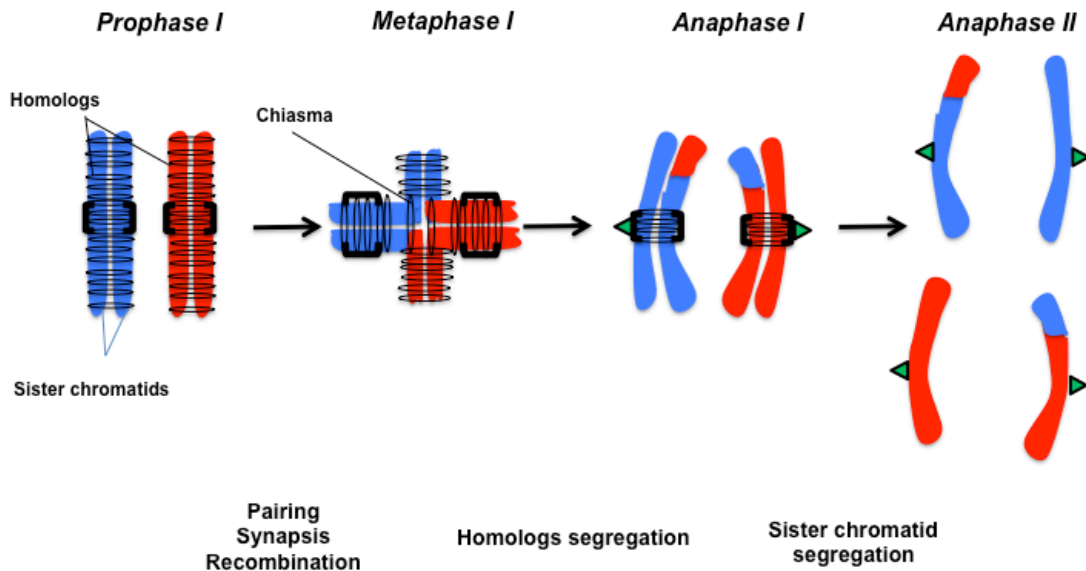 Prophase I
Metaphase I
Anaphase I
Anaphase II
Homologs
Chiasma
Sister chromatids
Pairing
Synapsis
Recombination
Homologs segregation
Sister chromatid
segregation